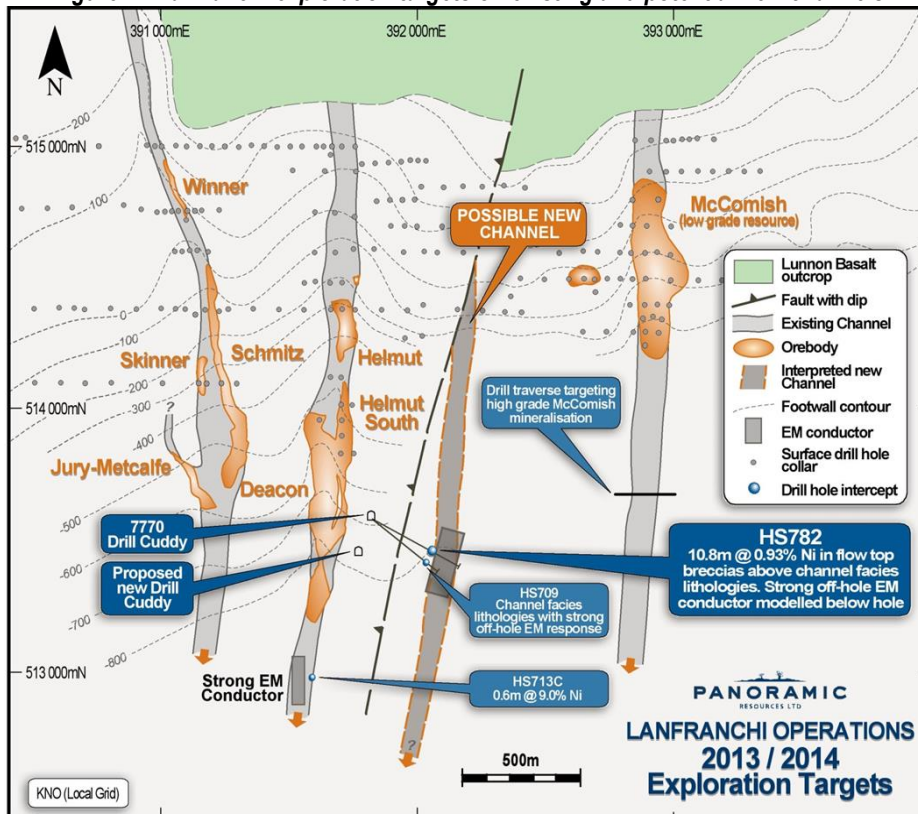 391 000mE
392 000mE
393 000mE
N
515 000mN
514 000mN
513 000mN
200
100
0
-100
-200
-300
-400
-500
-600
-700
-800
Winner
Skinner
Schmitz
?
Jury-Metcalfe
Deacon
Helmut
Helmut
South
POSSIBLE NEW
CHANNEL
McComish
(low grade resource)
Lunnon Basalt
outcrop
Fault with dip
Existing Channel
Orebody
Interpreted new
Channel
Footwall contour
EM conductor
Surface drill hole
collar
Drill hole intercept
Drill traverse targeting
high grade McComish
mineralisation
7770
Drill Cuddy
Proposed
new Drill
Cuddy
HS782
10.8m @ 0.93% Ni in flow top
breccias above channel facies
lithologies. Strong off-hole EM
conductor modelled below hole
HS709
Channel facies
lithologies with strong
off-hole EM response
Strong EM
Conductor
HS713C
0.6m @ 9.0% Ni
?
500m
PANORAMIC
RESOURCES LTD
LANFRANCHI OPERATIONS
2013 / 2014
Exploration Targets
KNO (Local Grid)